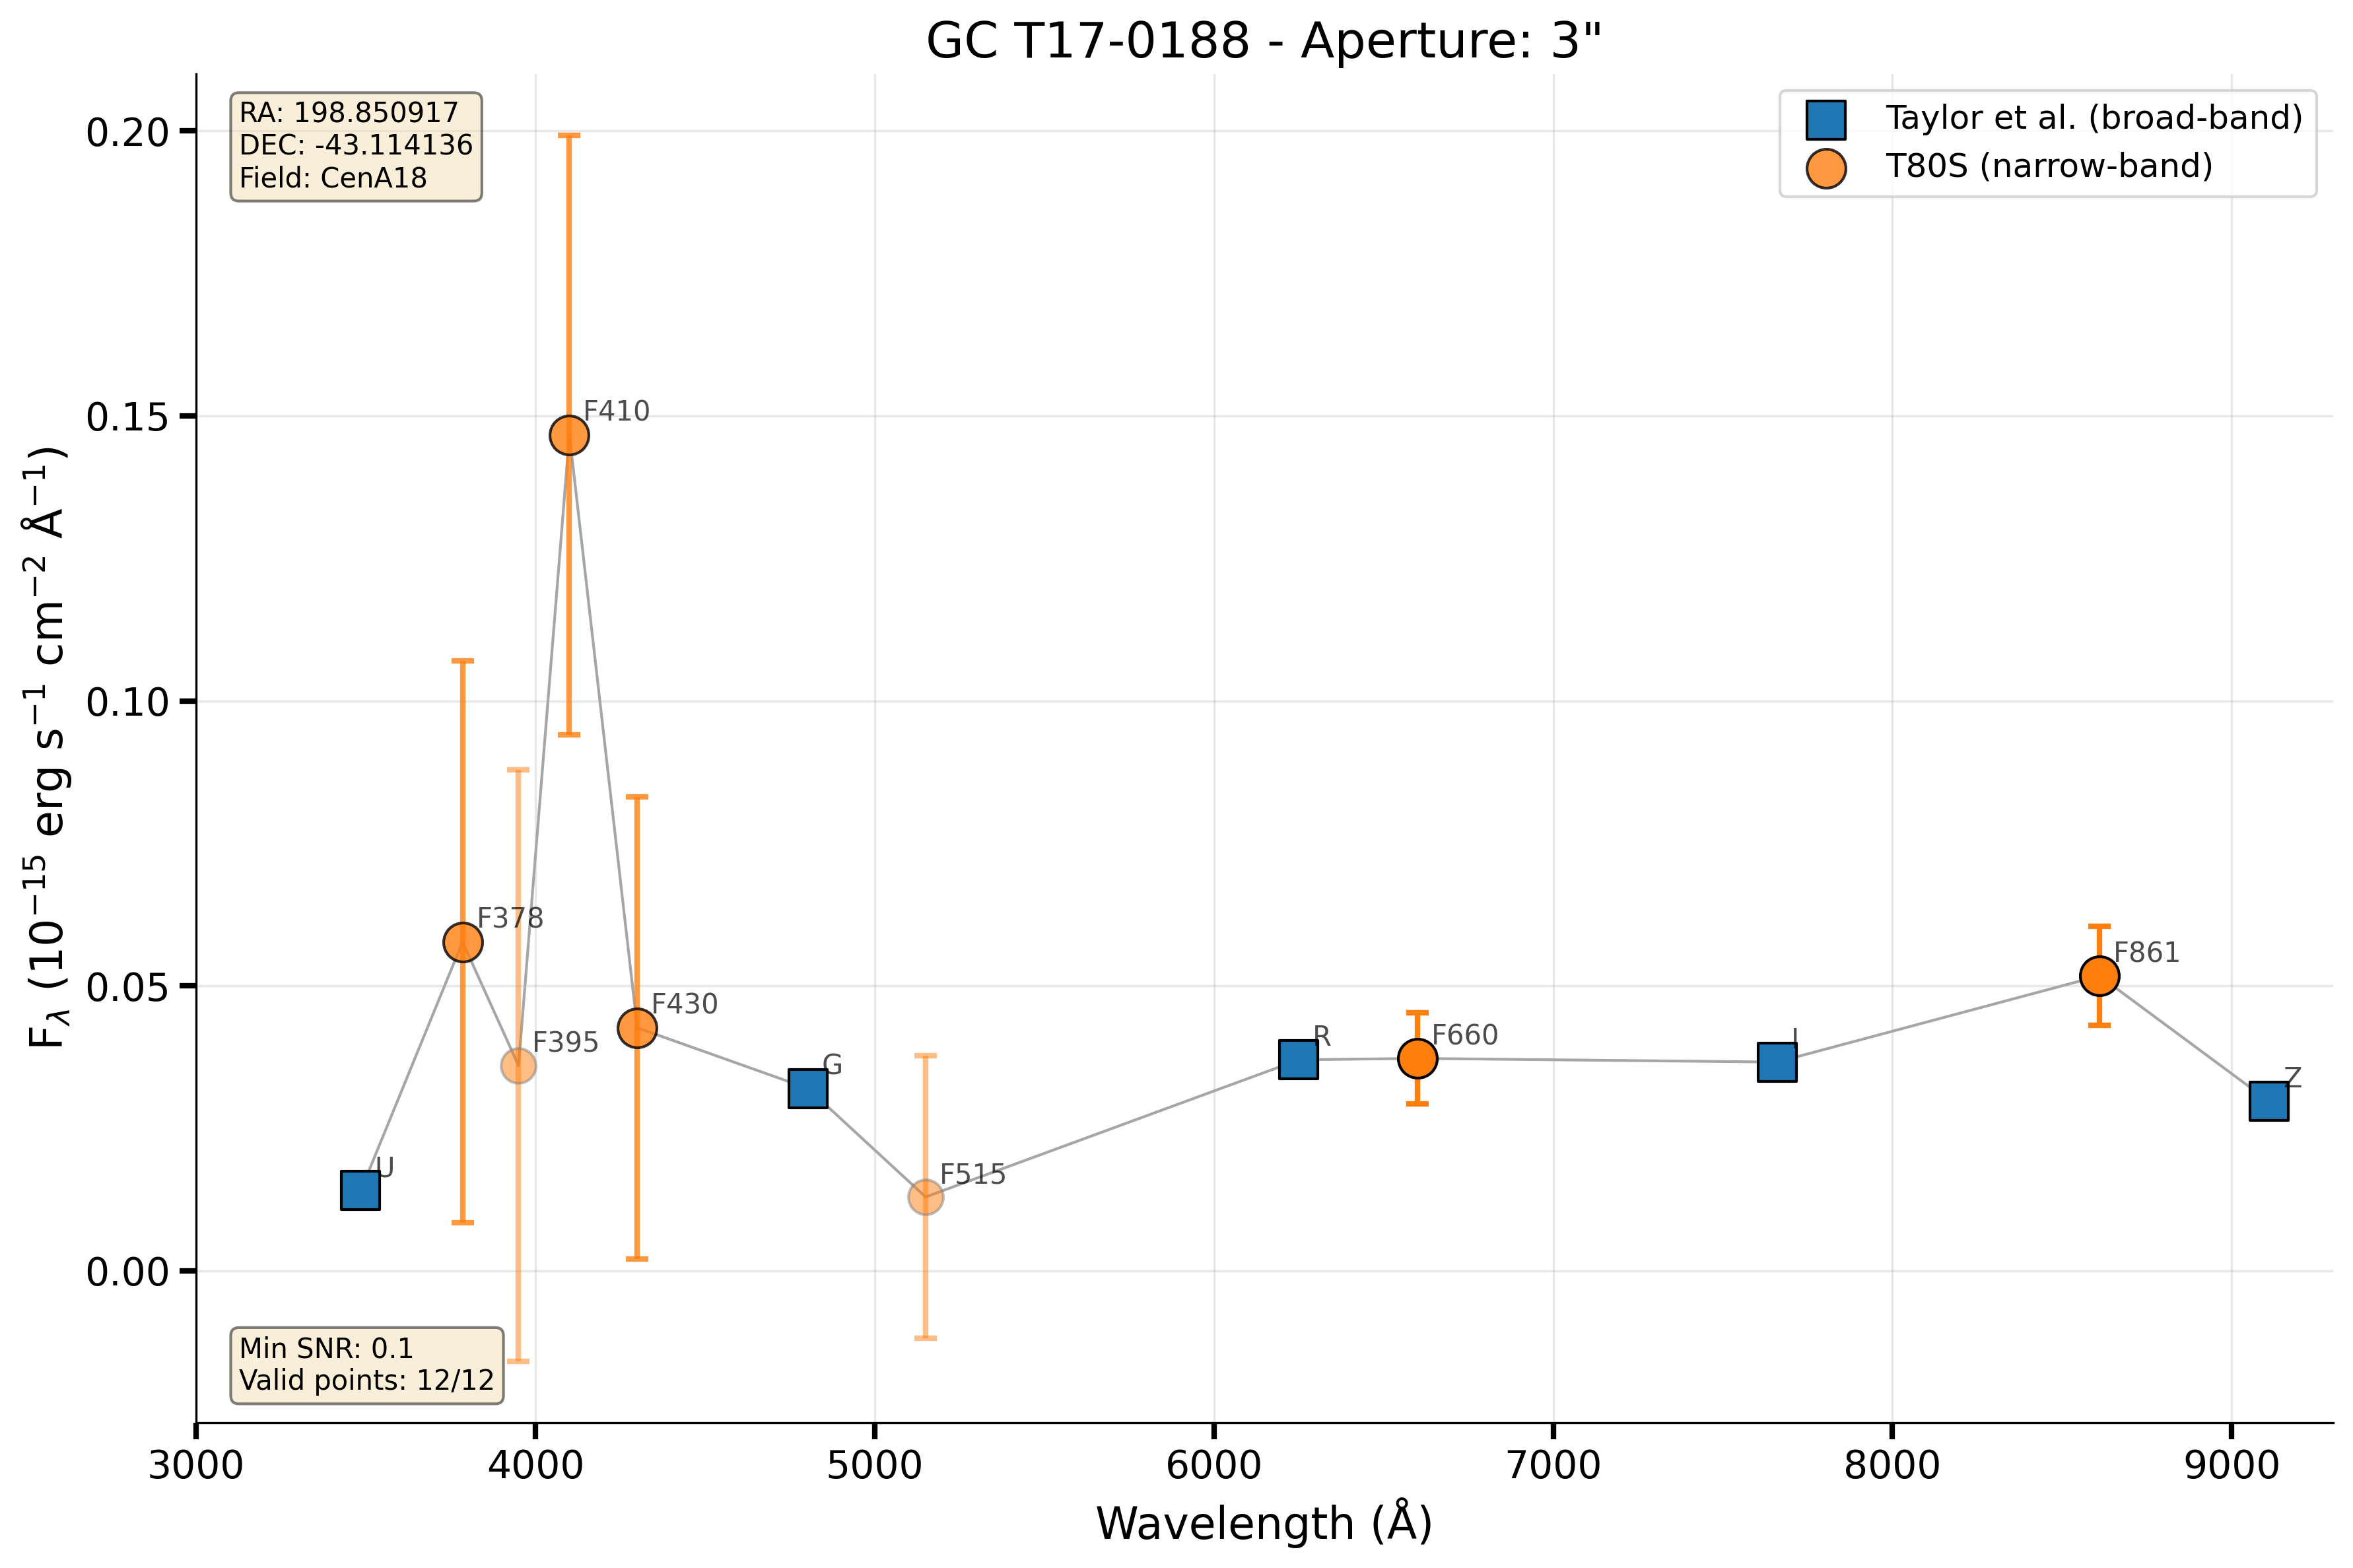 GC T17-0188 - Aperture: 3"
RA: 198.850917
DEC: -43.114136
Field: CenA18
Taylor et al. (broad-band)
T80S (narrow-band)
0.20
0.15
0.10
0.05
0.00
F$_λ$ (10$^{−15}$ erg s$^{−1}$ cm$^{−2}$ Å$^{−1}$)
U
F378
F395
F410
F430
G
F515
R
F660
I
F861
Z
Min SNR: 0.1
Valid points: 12/12
3000 4000 5000 6000 7000 8000 9000
Wavelength (Å)